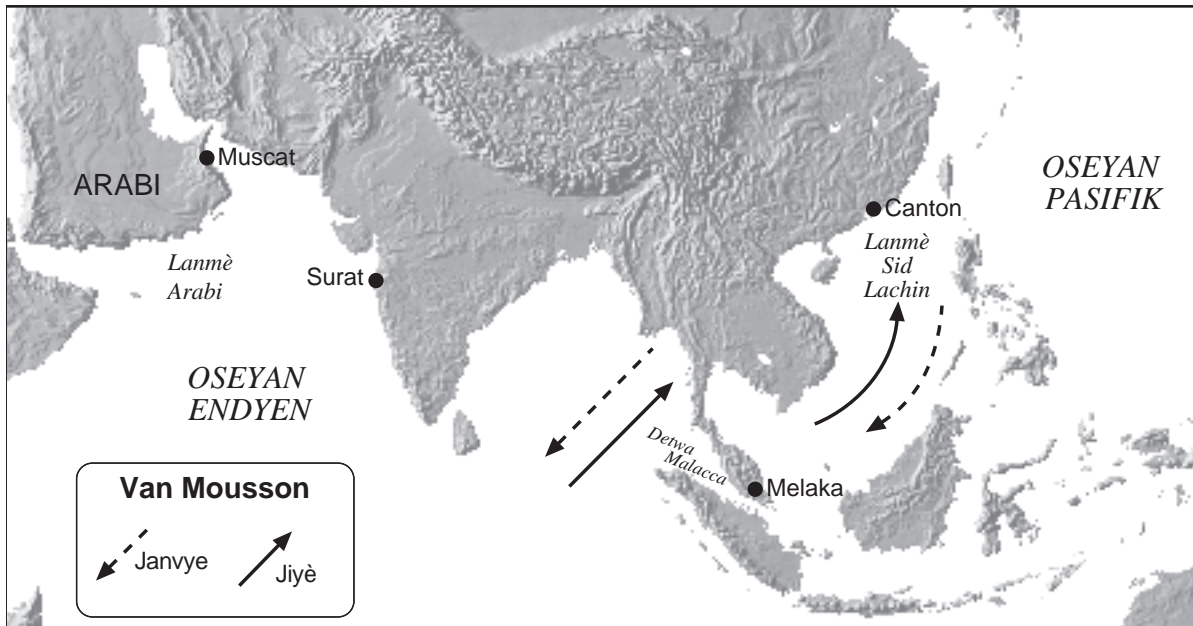 Muscat
ARABI
OSEYAN
PASIFIK
Canton
Lanmè
Sid
Lachin
Lanmè
Arabi
Surat
OSEYAN
ENDYEN
Detwa
Malacca
Melaka
Van Mousson
Janvye
Jiyè